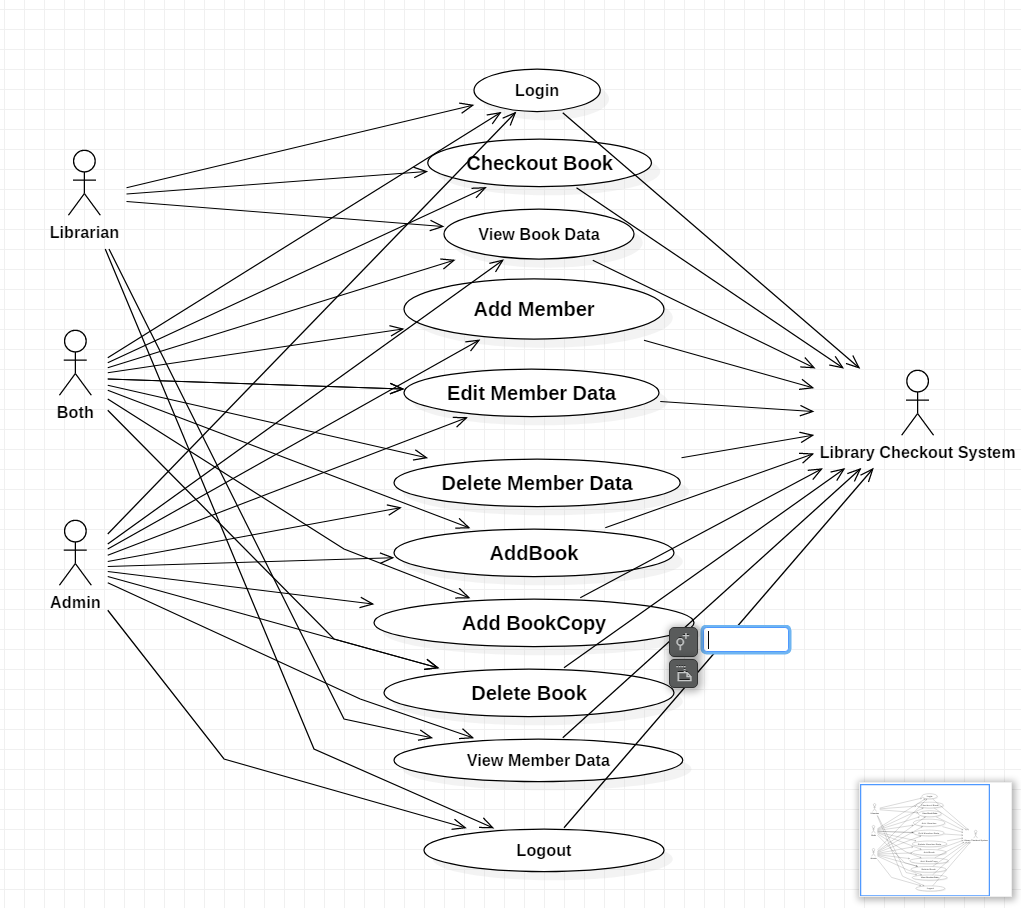 Login
Checkout Book
Librarian
View Book Data
Add Member
Edit Member Data
Both
Library Checkout System
Delete Member Data
AddBook
Admin
Add BookCopy
Delete Book
View Member Data
Logout